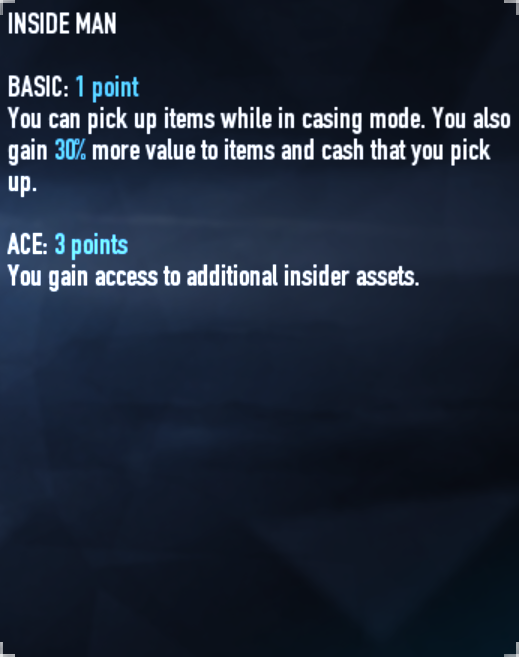 INSIDE MAN
BASIC: 1 point
You can pick up items while in casing mode. You also
gain 30% more value to items and cash that you pick
up.
ACE: 3 points
You gain access to additional insider assets.